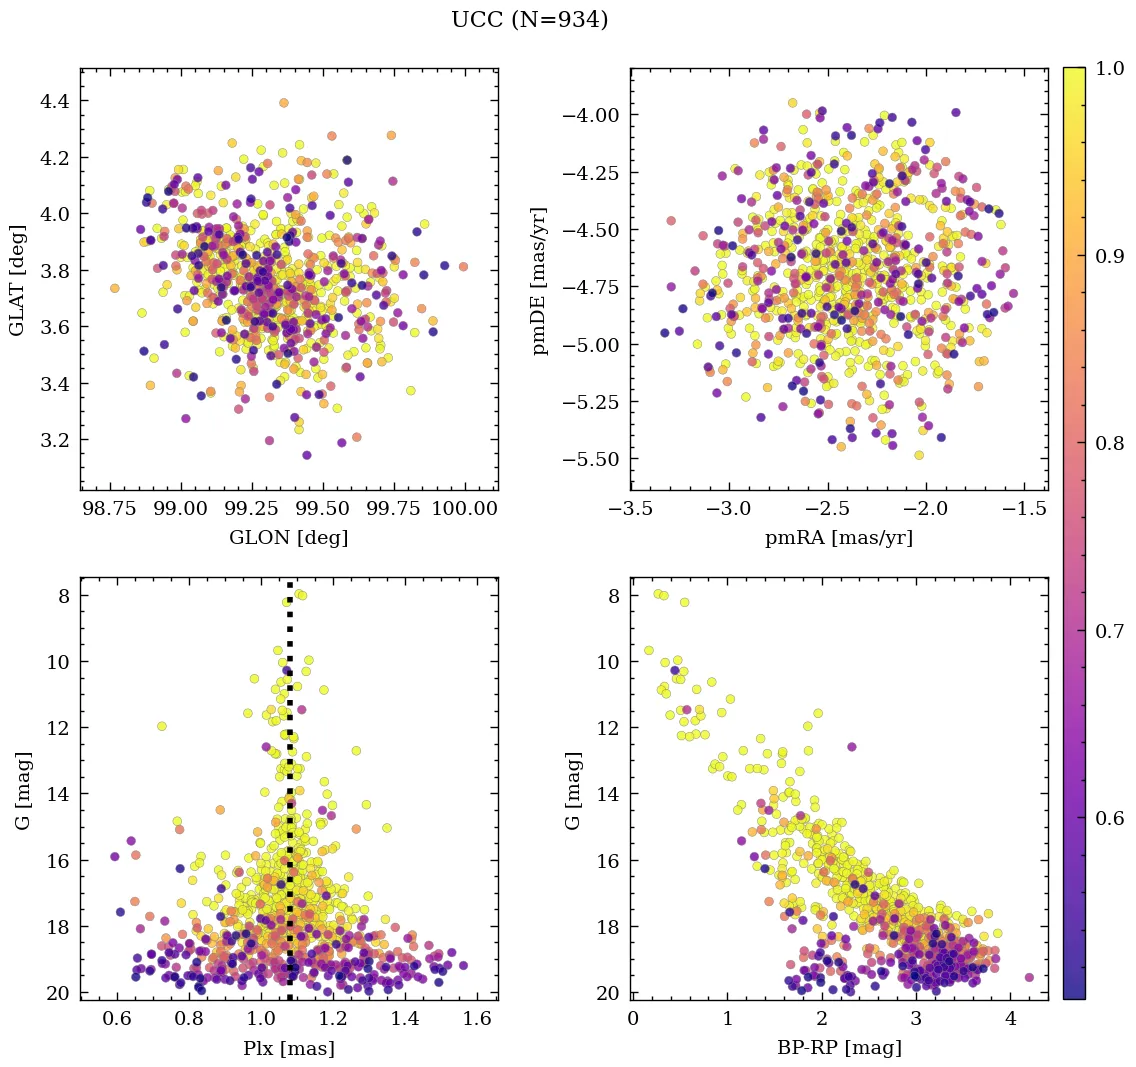 UCC (N=934)
4.4
4.2
4.0
3.8
3.6
3.4
3.2
GLAT [deg]
98.75 99.00 99.25 99.50 99.75 100.00
GLON [deg]
−4.00
−4.25
−4.50
−4.75
−5.00
−5.25
−5.50
pmDE [mas/yr]
−3.5 −3.0 −2.5 −2.0 −1.5
pmRA [mas/yr]
8
10
12
14
16
18
20
G [mag]
0.6 0.8 1.0 1.2 1.4 1.6
Plx [mas]
8
10
12
14
16
18
20
G [mag]
0 1 2 3 4
BP-RP [mag]
1.0
0.9
0.8
0.7
0.6